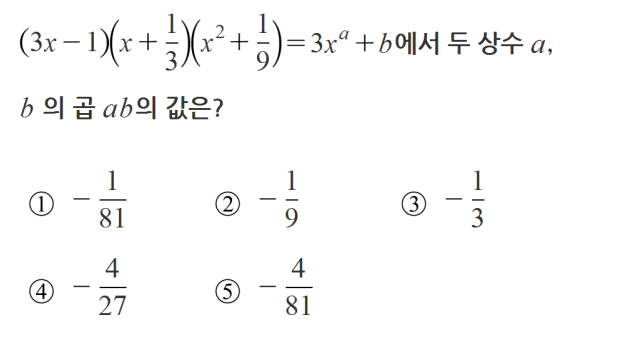 (3x − 1)(x + 1/3)(x² + 1/9) = 3xᵃ + b에서 두 상수 a,
b 의 곱 ab의 값은?
① − 1/81 ② − 1/9 ③ − 1/3
④ − 4/27 ⑤ − 4/81